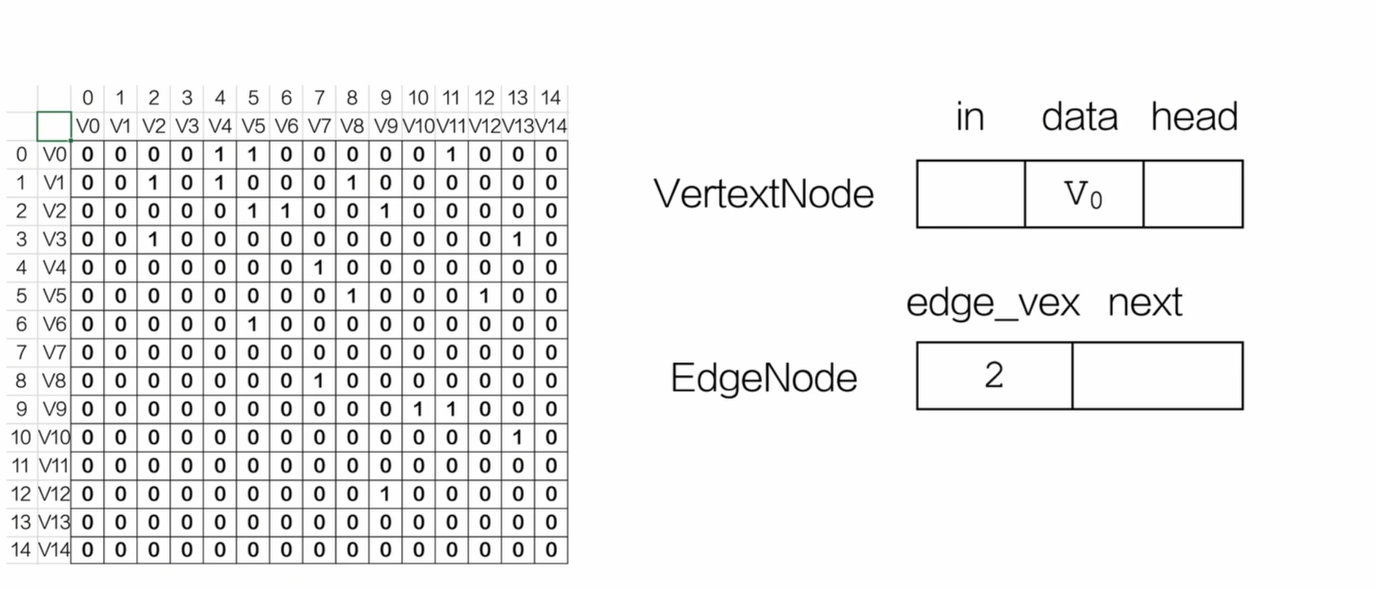 0 1 2 3 4 5 6 7 8 9 10 11 12 13 14
V0 V1 V2 V3 V4 V5 V6 V7 V8 V9 V10 V11 V12 V13 V14
0 V0 0 0 0 0 1 1 0 0 0 0 0 1 0 0 0
1 V1 0 0 1 0 1 0 0 0 1 0 0 0 0 0 0
2 V2 0 0 0 0 0 1 1 0 0 1 0 0 0 0 0
3 V3 0 0 1 0 0 0 0 0 0 0 0 0 0 1 0
4 V4 0 0 0 0 0 0 0 1 0 0 0 0 0 0 0
5 V5 0 0 0 0 0 0 0 0 1 0 0 0 1 0 0
6 V6 0 0 0 0 0 1 0 0 0 0 0 0 0 0 0
7 V7 0 0 0 0 0 0 0 0 0 0 0 0 0 0 0
8 V8 0 0 0 0 0 0 0 1 0 0 0 0 0 0 0
9 V9 0 0 0 0 0 0 0 0 0 0 1 1 0 0 0
10 V10 0 0 0 0 0 0 0 0 0 0 0 0 0 1 0
11 V11 0 0 0 0 0 0 0 0 0 0 0 0 0 0 0
12 V12 0 0 0 0 0 0 0 0 0 1 0 0 0 0 0
13 V13 0 0 0 0 0 0 0 0 0 0 0 0 0 0 0
14 V14 0 0 0 0 0 0 0 0 0 0 0 0 0 0 0
in data head
VertextNode V₀
edge_vex next
EdgeNode 2